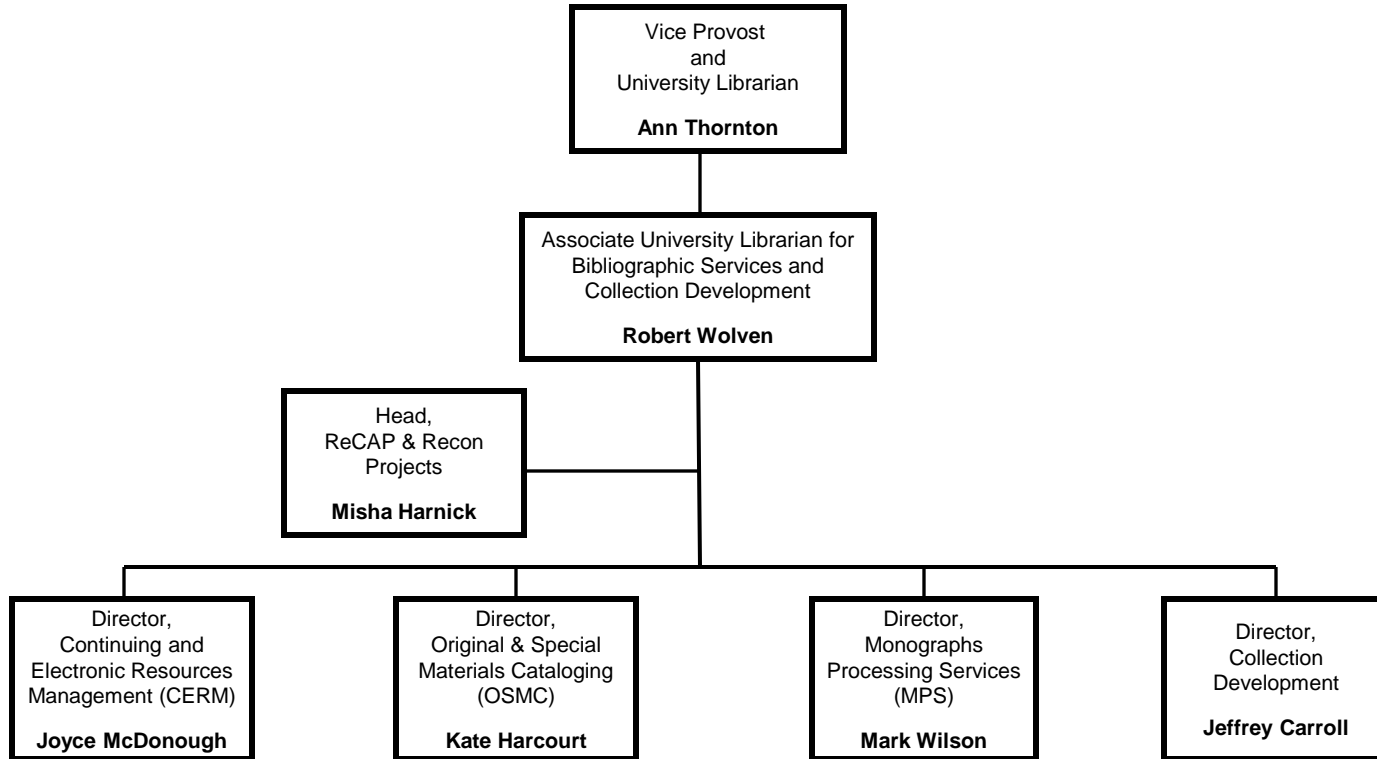 Vice Provost
and
University Librarian
Ann Thornton
Associate University Librarian for
Bibliographic Services and
Collection Development
Robert Wolven
Head,
ReCAP & Recon
Projects
Misha Harnick
Director,
Continuing and
Electronic Resources
Management (CERM)
Joyce McDonough
Director,
Original & Special
Materials Cataloging
(OSMC)
Kate Harcourt
Director,
Monographs
Processing Services
(MPS)
Mark Wilson
Director,
Collection
Development
Jeffrey Carroll